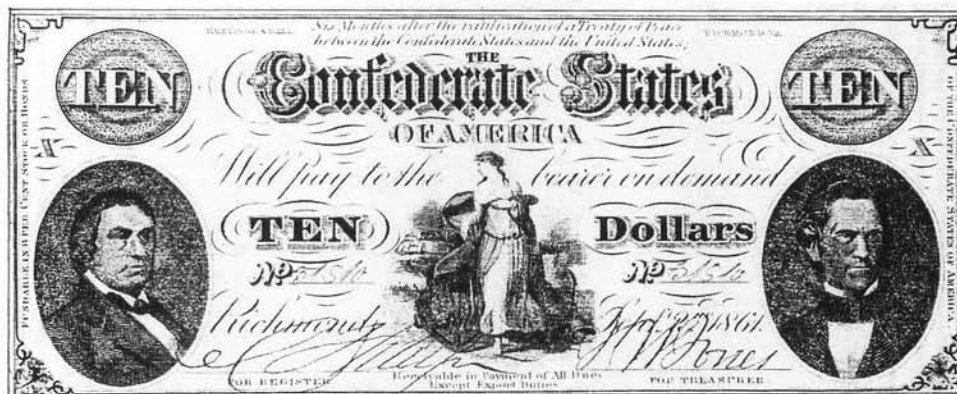 Six Months after the ratification of a Treaty of Peace
between the Confederate States and the United States,
THE
TEN Confederate States TEN
OF AMERICA
X X
Will pay to the bearer on demand
TEN Dollars
No No
Richmond, 1861.
Jones
FOR REGISTER FOR TREASURER
Receivable in Payment of All Dues
Except Export Duties
FUNDABLE IN 8 PER CENT STOCK OR BONDS
OF THE CONFEDERATE STATES OF AMERICA.